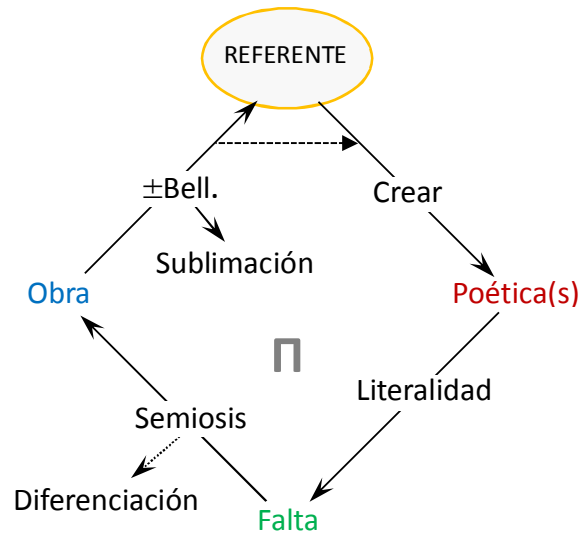 REFERENTE
±Bell.
Crear
Sublimación
Obra
Poética(s)
Π
Literalidad
Semiosis
Diferenciación
Falta